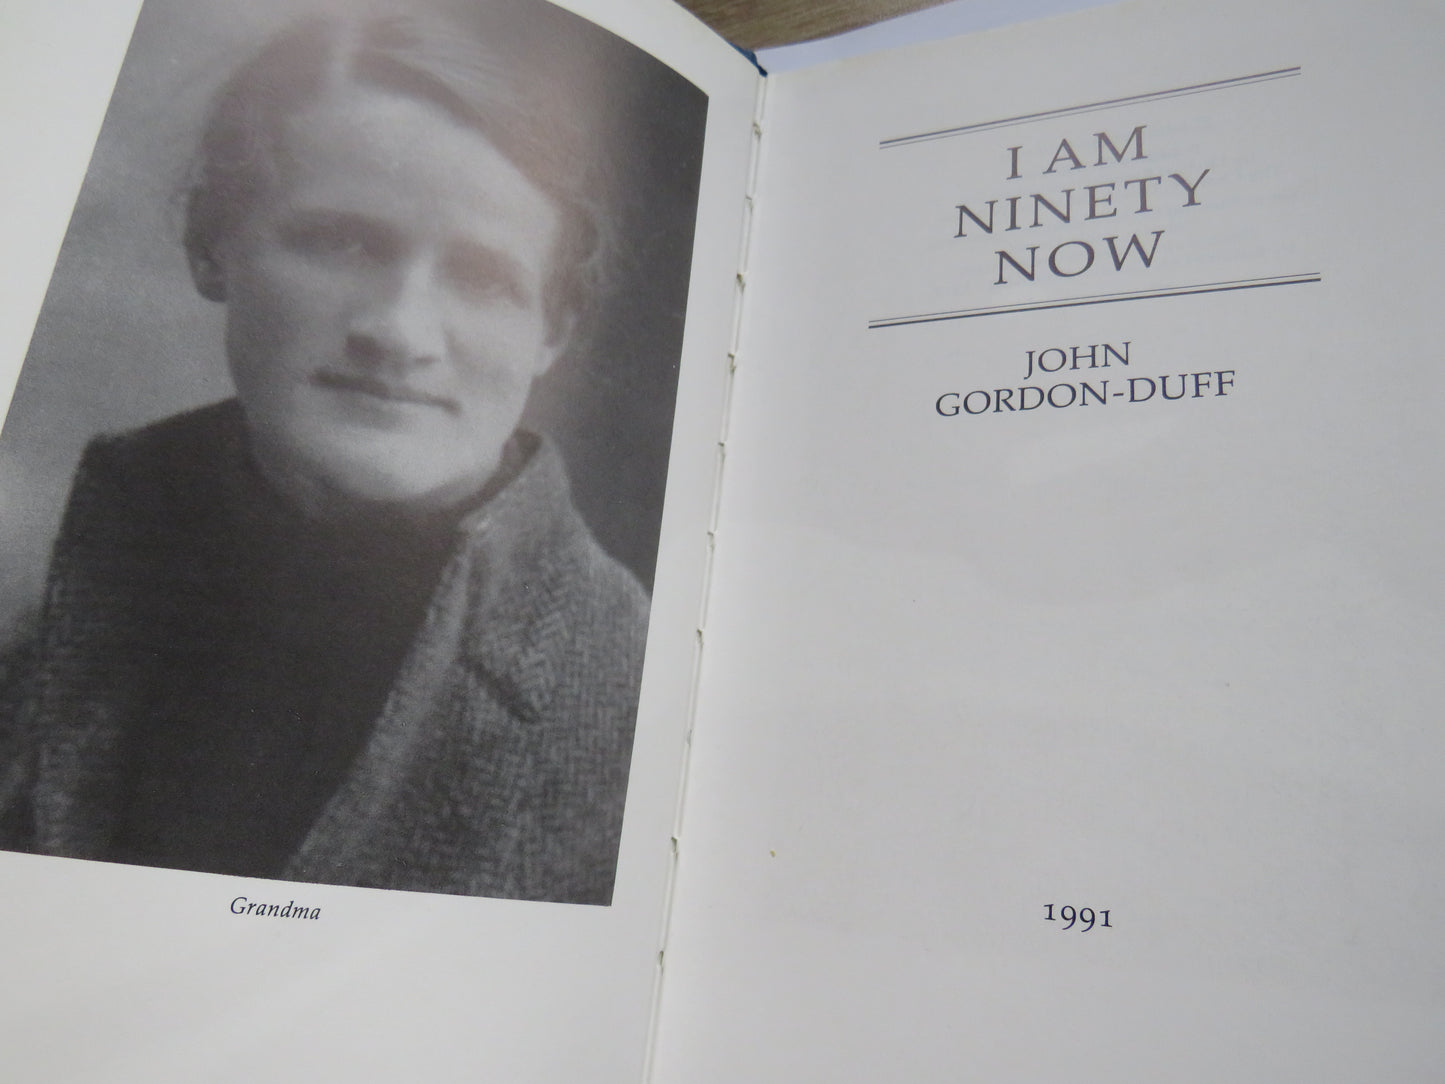 Grandma
I AM
NINETY
NOW
JOHN
GORDON-DUFF
1991